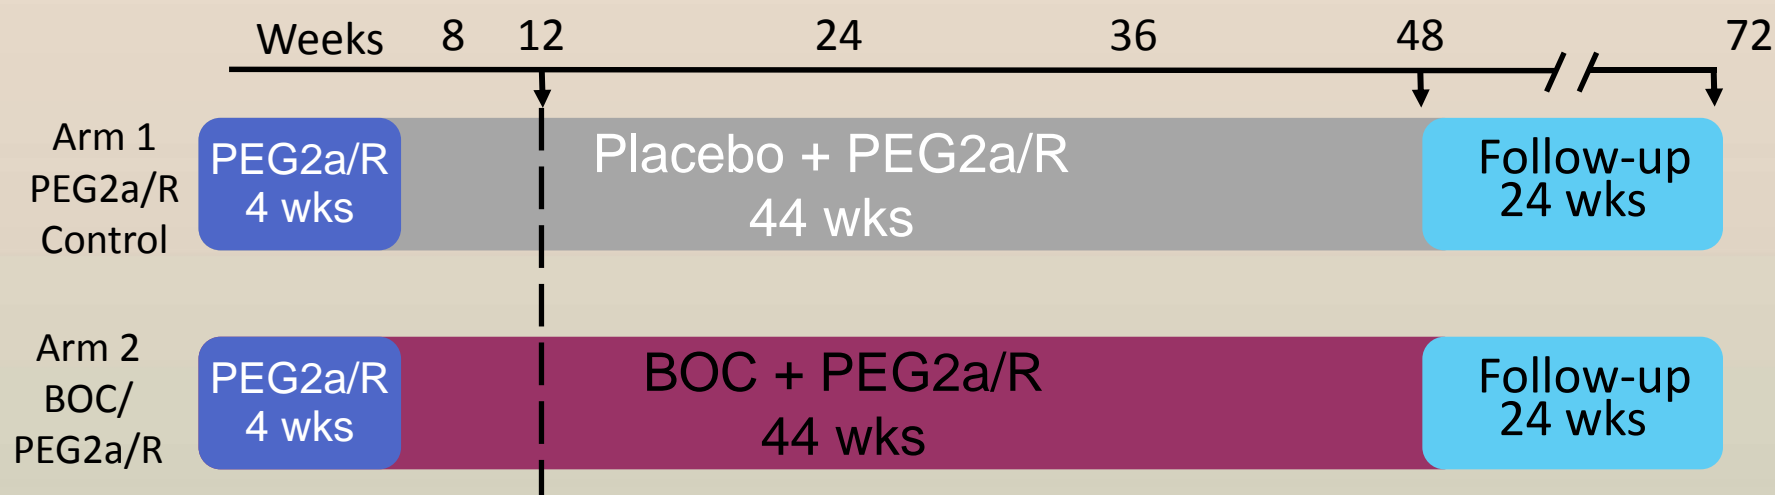 Weeks 8 12 24 36 48 72
Arm 1
PEG2a/R
Control
PEG2a/R
4 wks
Placebo + PEG2a/R
44 wks
Follow-up
24 wks
Arm 2
BOC/
PEG2a/R
PEG2a/R
4 wks
BOC + PEG2a/R
44 wks
Follow-up
24 wks